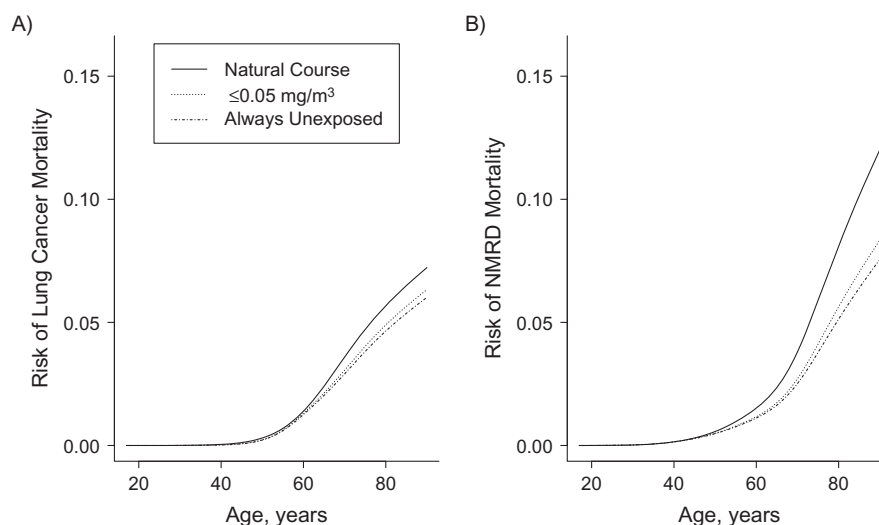 A)
Risk of Lung Cancer Mortality
0.15
0.10
0.05
0.00
Natural Course
≤0.05 mg/m³
Always Unexposed
20 40 60 80
Age, years
B)
Risk of NMRD Mortality
0.15
0.10
0.05
0.00
20 40 60 80
Age, years